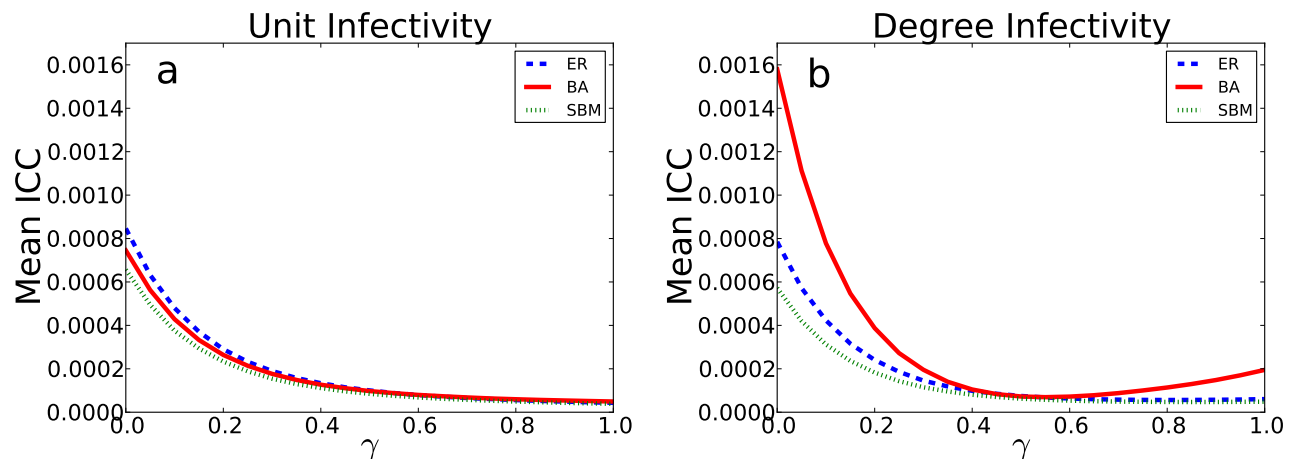 Unit Infectivity
a
ER
BA
SBM
Mean ICC
0.0016
0.0014
0.0012
0.0010
0.0008
0.0006
0.0004
0.0002
0.0000
0.0 0.2 0.4 0.6 0.8 1.0
γ
Degree Infectivity
b
ER
BA
SBM
Mean ICC
0.0016
0.0014
0.0012
0.0010
0.0008
0.0006
0.0004
0.0002
0.0000
0.0 0.2 0.4 0.6 0.8 1.0
γ